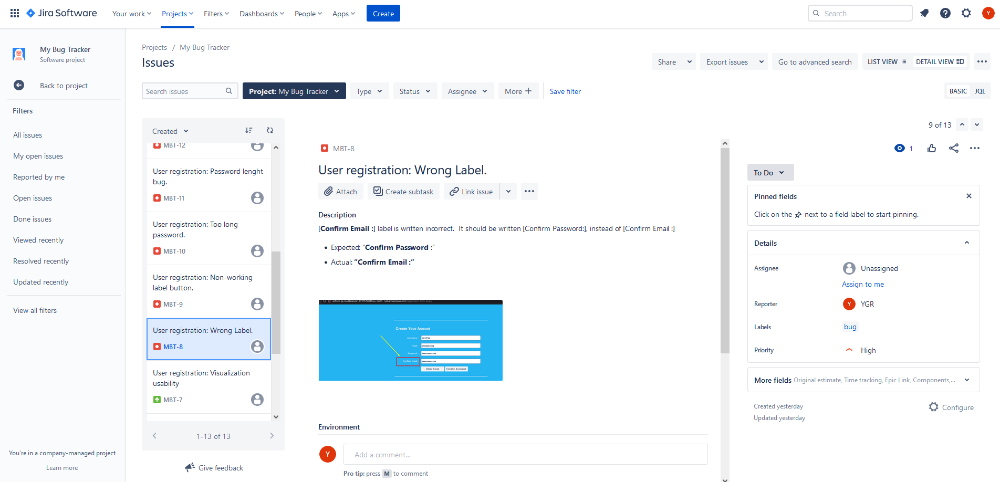 Jira Software
Your work Projects Filters Dashboards People Apps Create
Search
Y
My Bug Tracker
Software project
Back to project
Filters
All issues
My open issues
Reported by me
Open issues
Done issues
Viewed recently
Resolved recently
Updated recently
View all filters
You're in a company-managed project
Learn more
Projects / My Bug Tracker
Issues
Share Export issues Go to advanced search LIST VIEW DETAIL VIEW
Search issues Project: My Bug Tracker Type Status Assignee More Save filter
BASIC JQL
Created
MBT-12
User registration: Password lenght
bug.
MBT-11
User registration: Too long
password.
MBT-10
User registration: Non-working
label button.
MBT-9
User registration: Wrong Label.
MBT-8
User registration: Visualization
usability
MBT-7
1-13 of 13
Give feedback
9 of 13
MBT-8
User registration: Wrong Label.
Attach Create subtask Link issue
Description
[Confirm Email :] label is written incorrect. It should be written [Confirm Password:], instead of [Confirm Email :]
• Expected: “Confirm Password :”
• Actual: “Confirm Email :”
Create Your Acount
Username :
Email :
Password :
Confirm Email :
Clear Form Create Account
Environment
Y
Add a comment...
Pro tip: press M to comment
1
To Do
Pinned fields
Click on the next to a field label to start pinning.
Details
Assignee Unassigned
Assign to me
Reporter Y YGR
Labels bug
Priority High
More fields Original estimate, Time tracking, Epic Link, Components,...
Created yesterday
Updated yesterday
Configure